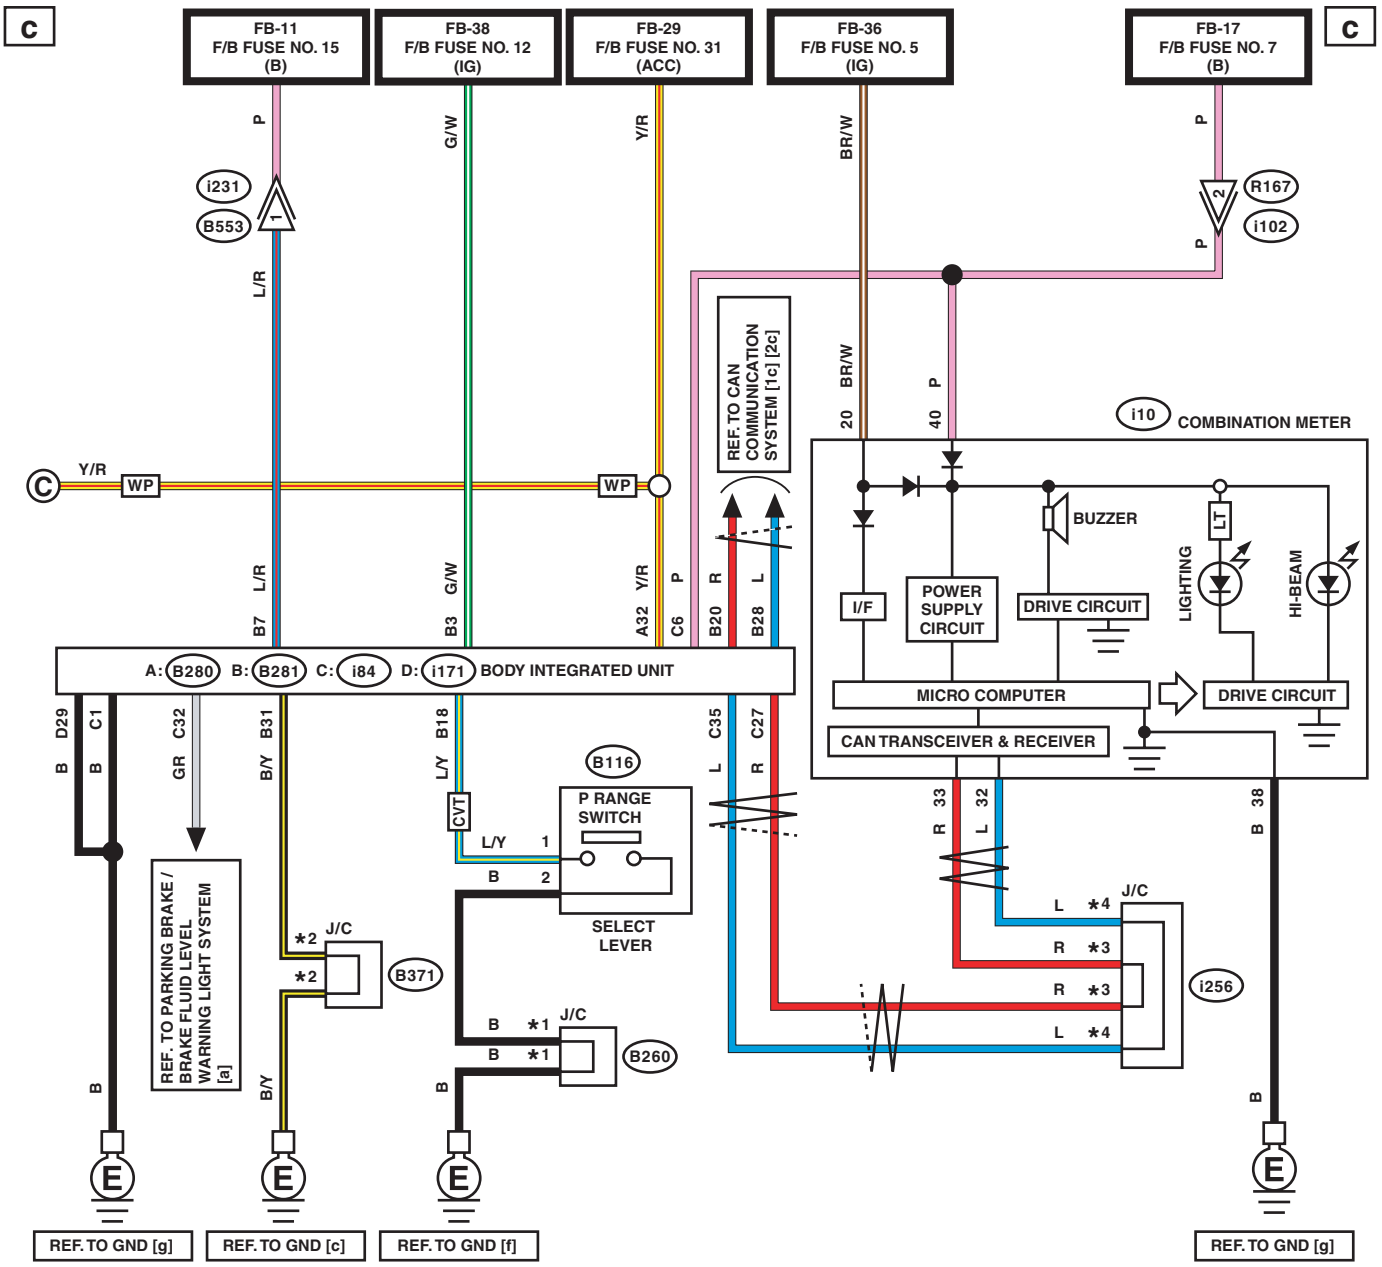 c
FB-11
F/B FUSE NO. 15
(B)
FB-38
F/B FUSE NO. 12
(IG)
FB-29
F/B FUSE NO. 31
(ACC)
FB-36
F/B FUSE NO. 5
(IG)
FB-17
F/B FUSE NO. 7
(B)
c
P
G/W
Y/R
BR/W
P
i231
B553
1
2
R167
i102
P
L/R
REF. TO CAN
COMMUNICATION
SYSTEM [1c] [2c]
BR/W
P
20
40
i10
COMBINATION METER
C
Y/R
WP
WP
BUZZER
LT
LIGHTING
HI-BEAM
I/F
POWER
SUPPLY
CIRCUIT
DRIVE CIRCUIT
L/R
G/W
Y/R
P
R
L
B7
B3
A32
C6
B20
B28
A: B280 B: B281 C: i84 D: i171 BODY INTEGRATED UNIT
MICRO COMPUTER
DRIVE CIRCUIT
CAN TRANSCEIVER & RECEIVER
D29
C1
C32
B31
B18
C35
C27
B
B
GR
B/Y
L/Y
L
R
B116
P RANGE
SWITCH
CVT
L/Y 1
B 2
SELECT
LEVER
33
32
38
R
L
B
J/C
L *4
R *3
R *3
L *4
i256
REF. TO PARKING BRAKE /
BRAKE FLUID LEVEL
WARNING LIGHT SYSTEM
[a]
*2
J/C
*2
B371
B *1
J/C
B *1
B260
B
B/Y
B
B
E
E
E
E
REF. TO GND [g]
REF. TO GND [c]
REF. TO GND [f]
REF. TO GND [g]